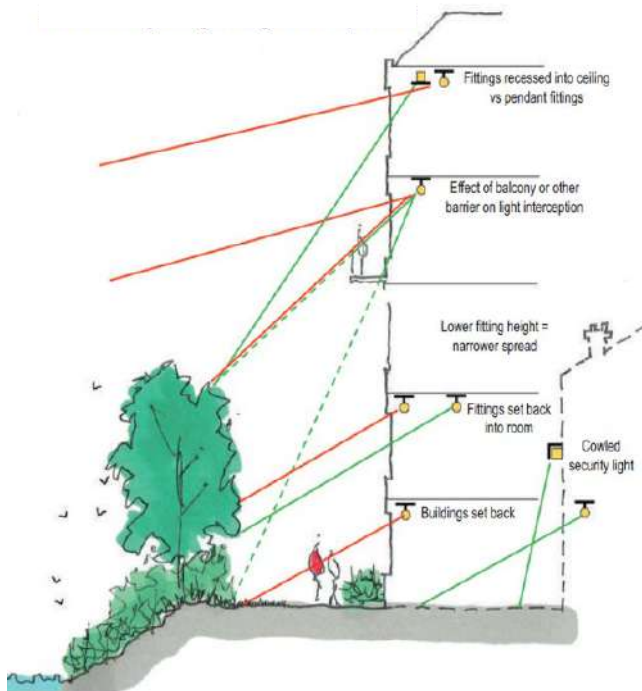 Fittings recessed into ceiling
vs pendant fittings
Effect of balcony or other
barrier on light interception
Lower fitting height =
narrower spread
Fittings set back
into room
Cowled
security light
Buildings set back